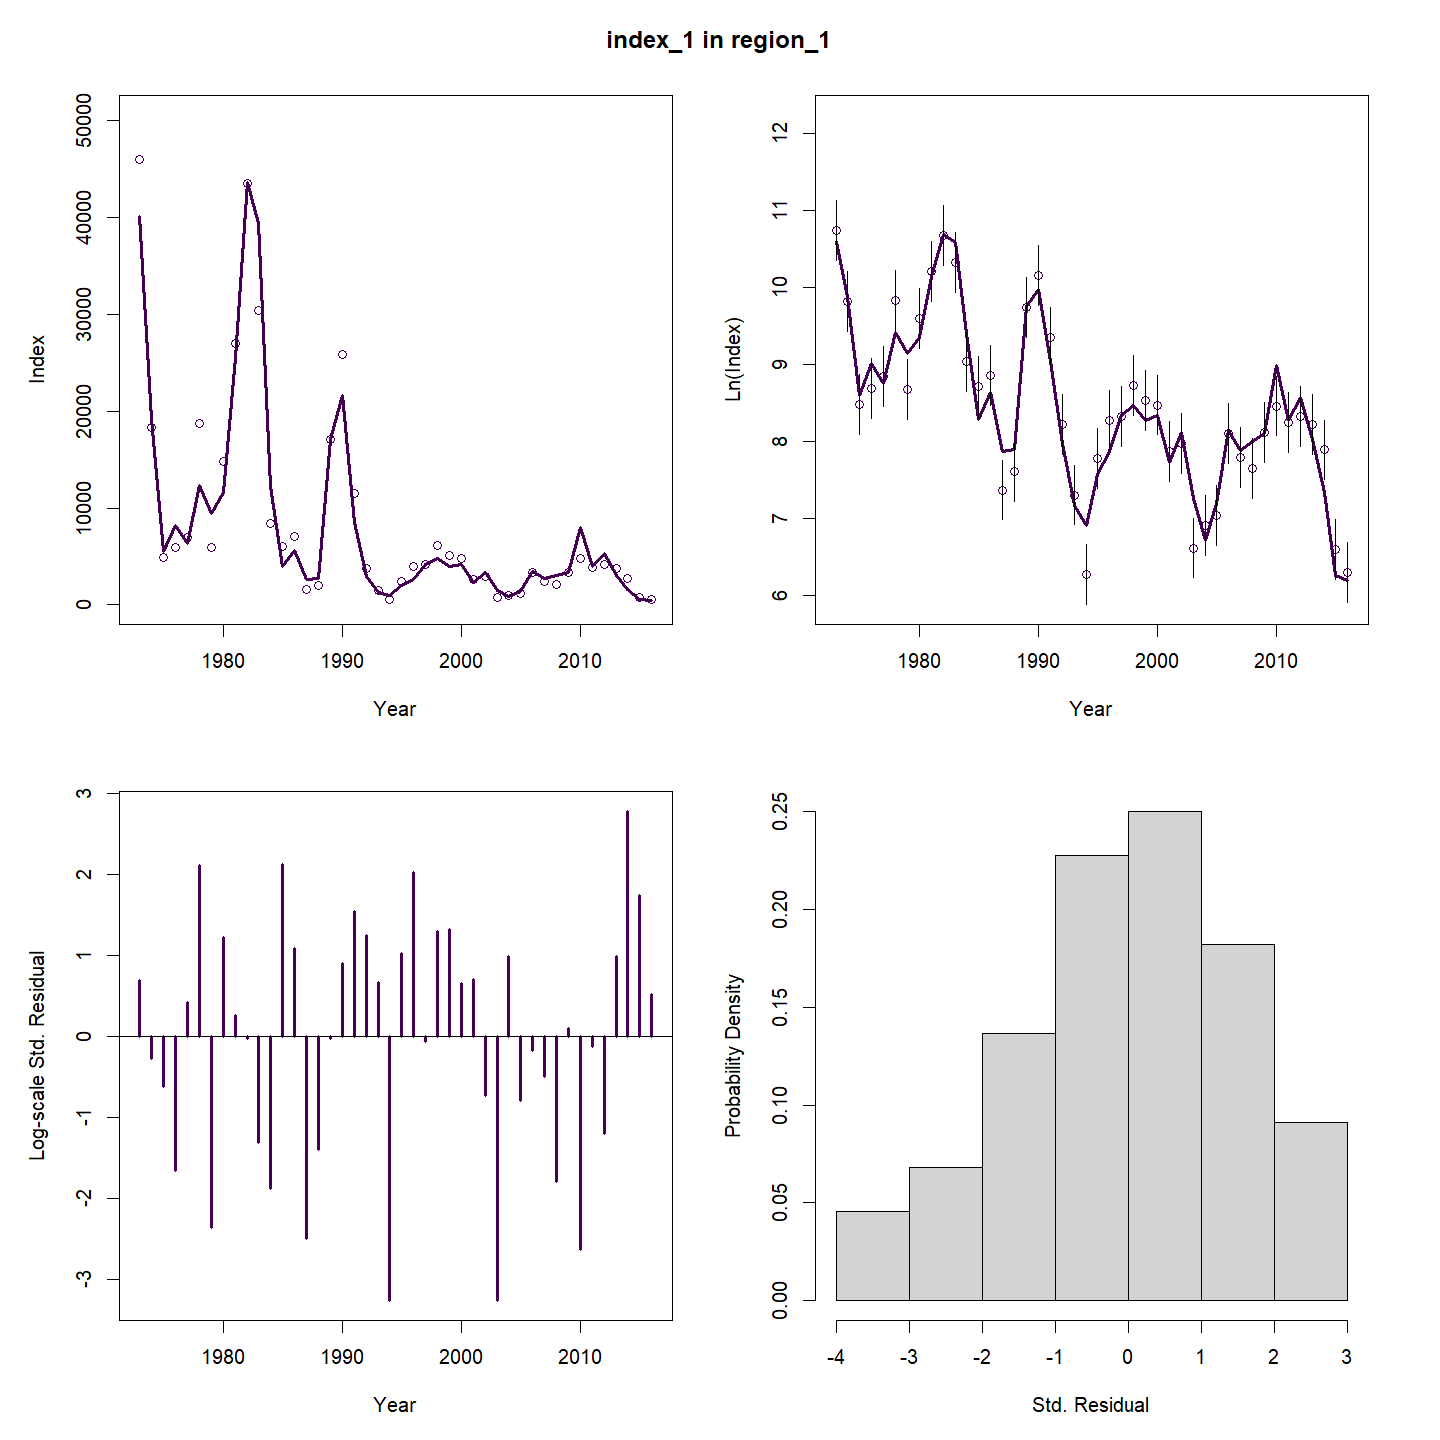 index_1 in region_1
Index
50000
40000
30000
20000
10000
0
1980 1990 2000 2010
Year
Ln(Index)
12
11
10
9
8
7
6
1980 1990 2000 2010
Year
Log-scale Std. Residual
3
2
1
0
-1
-2
-3
1980 1990 2000 2010
Year
Probability Density
0.25
0.20
0.15
0.10
0.05
0.00
-4 -3 -2 -1 0 1 2 3
Std. Residual